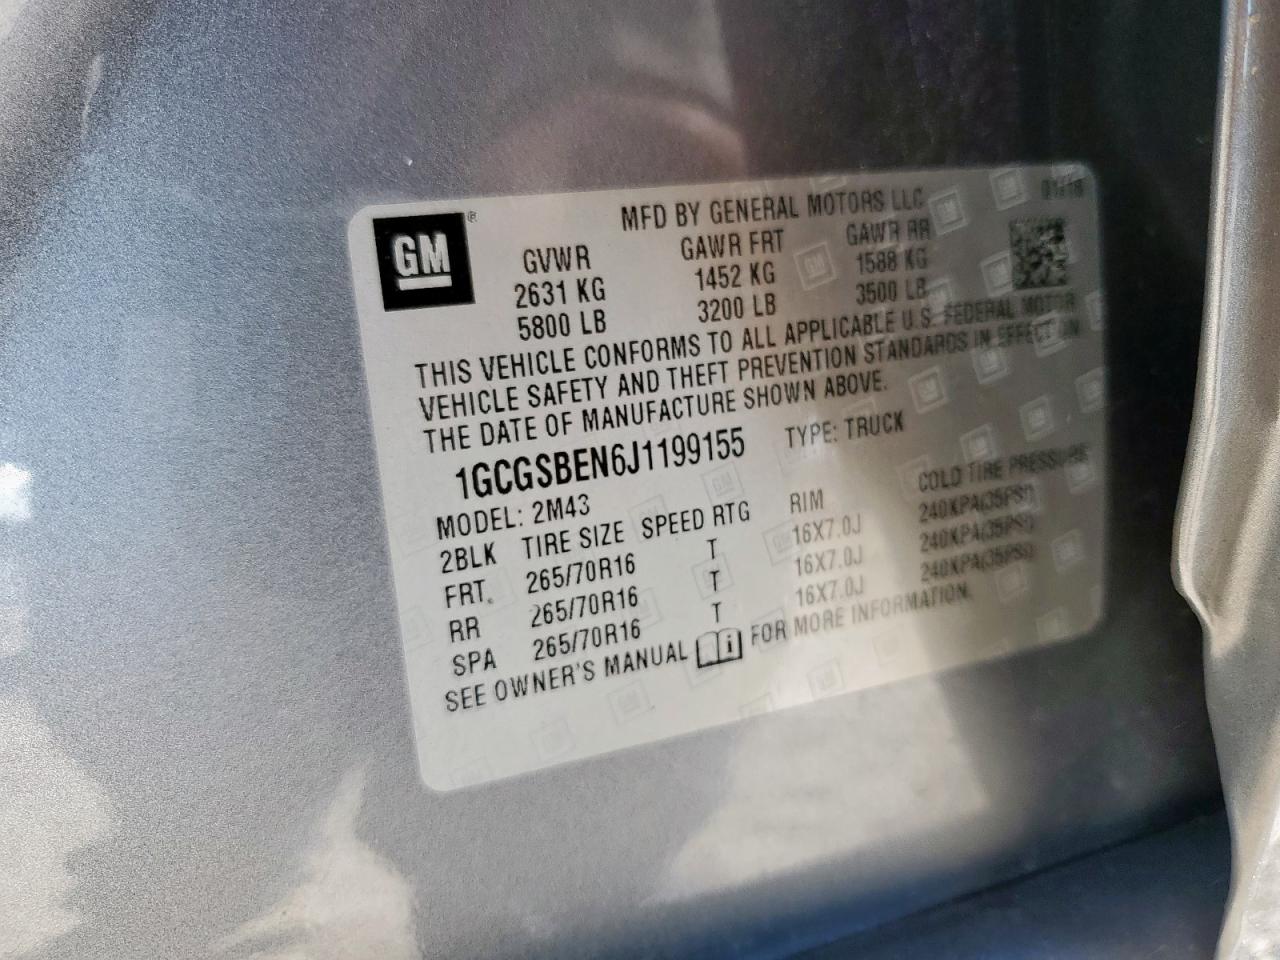 MFD BY GENERAL MOTORS LLC 01/18
GM®
GVWR GAWR FRT GAWR RR
2631 KG 1452 KG 1588 KG
5800 LB 3200 LB 3500 LB
THIS VEHICLE CONFORMS TO ALL APPLICABLE U.S. FEDERAL MOTOR
VEHICLE SAFETY AND THEFT PREVENTION STANDARDS IN EFFECT ON
THE DATE OF MANUFACTURE SHOWN ABOVE.
1GCGSBEN6J1199155 TYPE: TRUCK
MODEL: 2M43
2BLK TIRE SIZE SPEED RTG RIM COLD TIRE PRESSURE
FRT. 265/70R16 T 16X7.0J 240KPA(35PSI)
RR 265/70R16 T 16X7.0J 240KPA(35PSI)
SPA 265/70R16 T 16X7.0J 240KPA(35PSI)
SEE OWNER'S MANUAL FOR MORE INFORMATION.